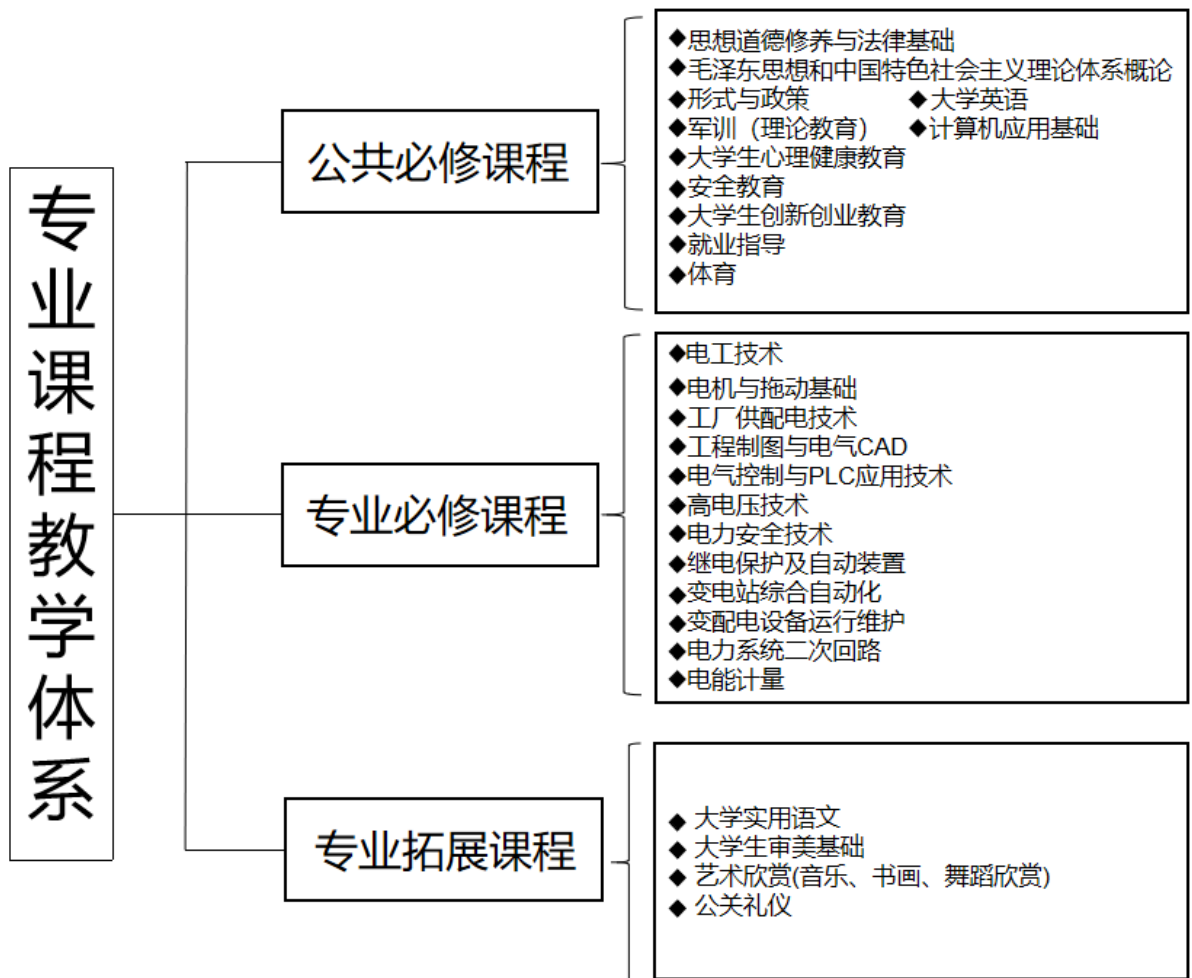 专业课程教学体系
公共必修课程
◆思想道德修养与法律基础
◆毛泽东思想和中国特色社会主义理论体系概论
◆形式与政策 ◆大学英语
◆军训（理论教育） ◆计算机应用基础
◆大学生心理健康教育
◆安全教育
◆大学生创新创业教育
◆就业指导
◆体育
专业必修课程
◆电工技术
◆电机与拖动基础
◆工厂供配电技术
◆工程制图与电气CAD
◆电气控制与PLC应用技术
◆高电压技术
◆电力安全技术
◆继电保护及自动装置
◆变电站综合自动化
◆变配电设备运行维护
◆电力系统二次回路
◆电能计量
专业拓展课程
◆ 大学实用语文
◆ 大学生审美基础
◆ 艺术欣赏(音乐、书画、舞蹈欣赏)
◆ 公关礼仪